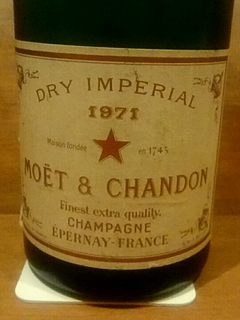 DRY IMPERIAL
1971
Maison fondée en 1743
MOËT & CHANDON
Finest extra quality.
CHAMPAGNE
ÉPERNAY-FRANCE